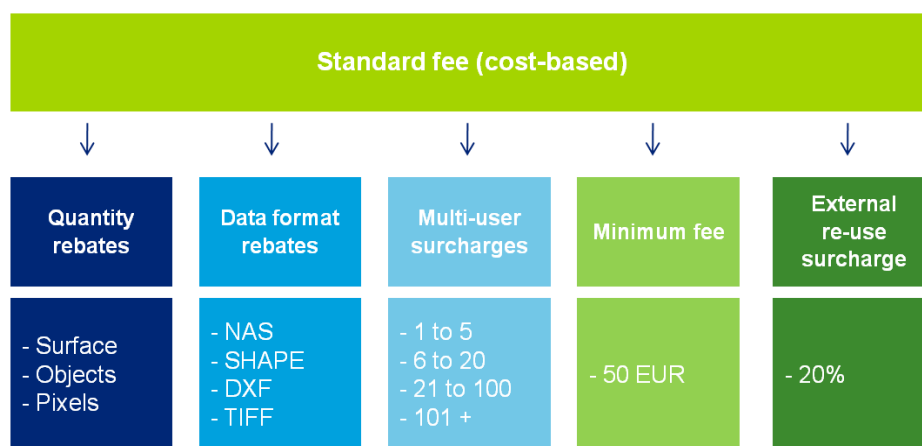 Standard fee (cost-based)
Quantity
rebates
Data format
rebates
Multi-user
surcharges
Minimum fee
External
re-use
surcharge
- Surface
- Objects
- Pixels
- NAS
- SHAPE
- DXF
- TIFF
- 1 to 5
- 6 to 20
- 21 to 100
- 101 +
- 50 EUR
- 20%